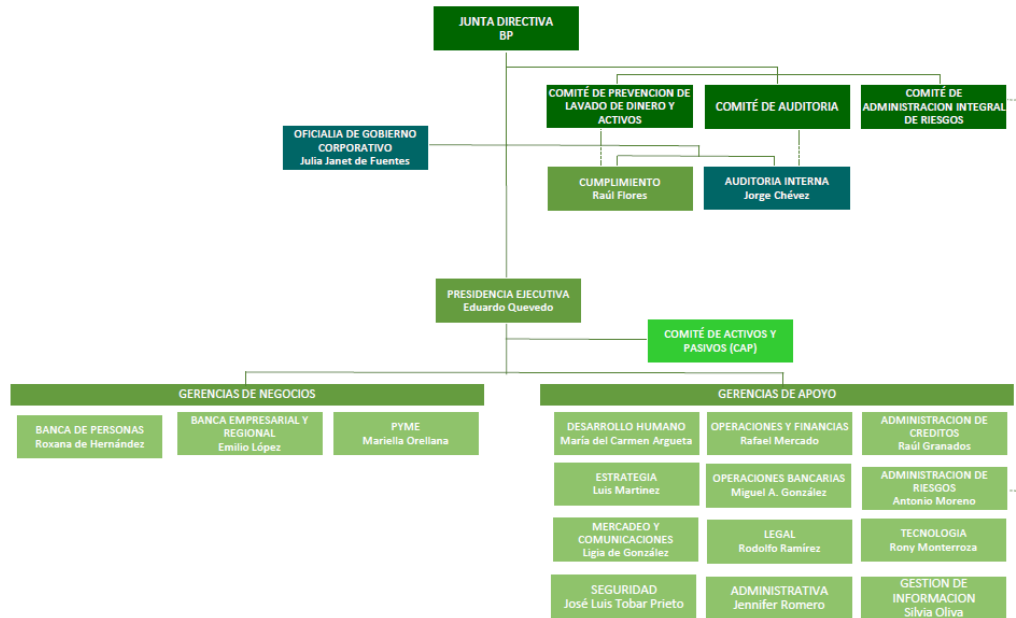 JUNTA DIRECTIVA
BP
COMITÉ DE PREVENCION DE
LAVADO DE DINERO Y
ACTIVOS
COMITÉ DE AUDITORIA
COMITÉ DE
ADMINISTRACION INTEGRAL
DE RIESGOS
OFICIALIA DE GOBIERNO
CORPORATIVO
Julia Janet de Fuentes
CUMPLIMIENTO
Raúl Flores
AUDITORIA INTERNA
Jorge Chévez
PRESIDENCIA EJECUTIVA
Eduardo Quevedo
COMITÉ DE ACTIVOS Y
PASIVOS (CAP)
GERENCIAS DE NEGOCIOS
BANCA DE PERSONAS
Roxana de Hernández
BANCA EMPRESARIAL Y
REGIONAL
Emilio López
PYME
Mariella Orellana
GERENCIAS DE APOYO
DESARROLLO HUMANO
María del Carmen Argueta
OPERACIONES Y FINANCIAS
Rafael Mercado
ADMINISTRACION DE
CREDITOS
Raúl Granados
ESTRATEGIA
Luis Martinez
OPERACIONES BANCARIAS
Miguel A. González
ADMINISTRACION DE
RIESGOS
Antonio Moreno
MERCADEO Y
COMUNICACIONES
Ligia de González
LEGAL
Rodolfo Ramírez
TECNOLOGIA
Rony Monterroza
SEGURIDAD
José Luis Tobar Prieto
ADMINISTRATIVA
Jennifer Romero
GESTION DE
INFORMACION
Silvia Oliva